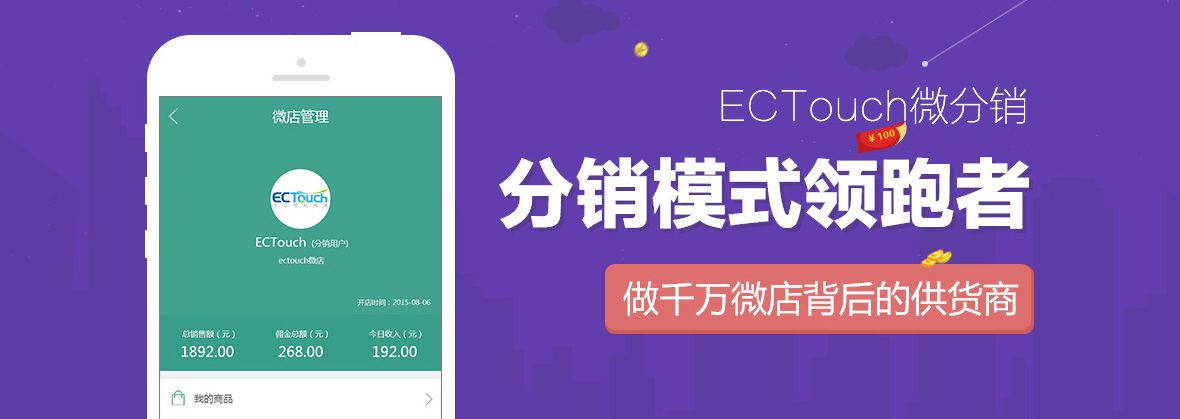 微店管理
ECTouch
ECTouch (分销用户)
ectouch微店
开店时间：2015-08-06
总销售额（元） 佣金总额（元） 今日收入（元）
1892.00 268.00 192.00
我的商品
ECTouch微分销
¥ 100
分销模式领跑者
做千万微店背后的供货商